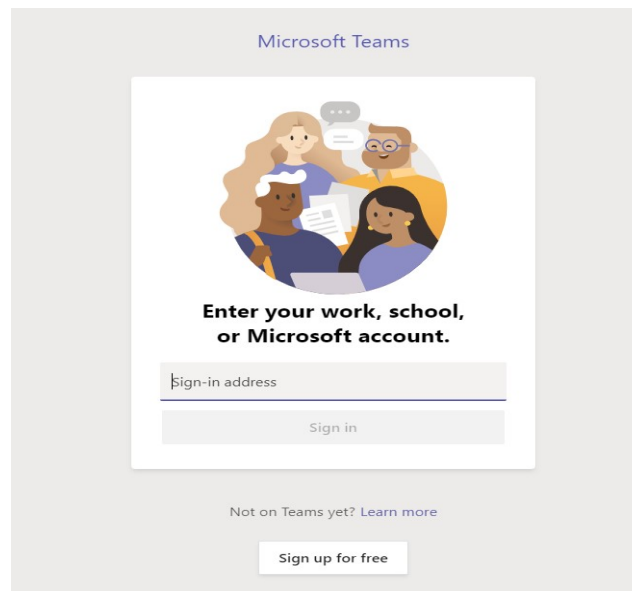 Microsoft Teams
Enter your work, school,
or Microsoft account.
Sign-in address
Sign in
Not on Teams yet? Learn more
Sign up for free